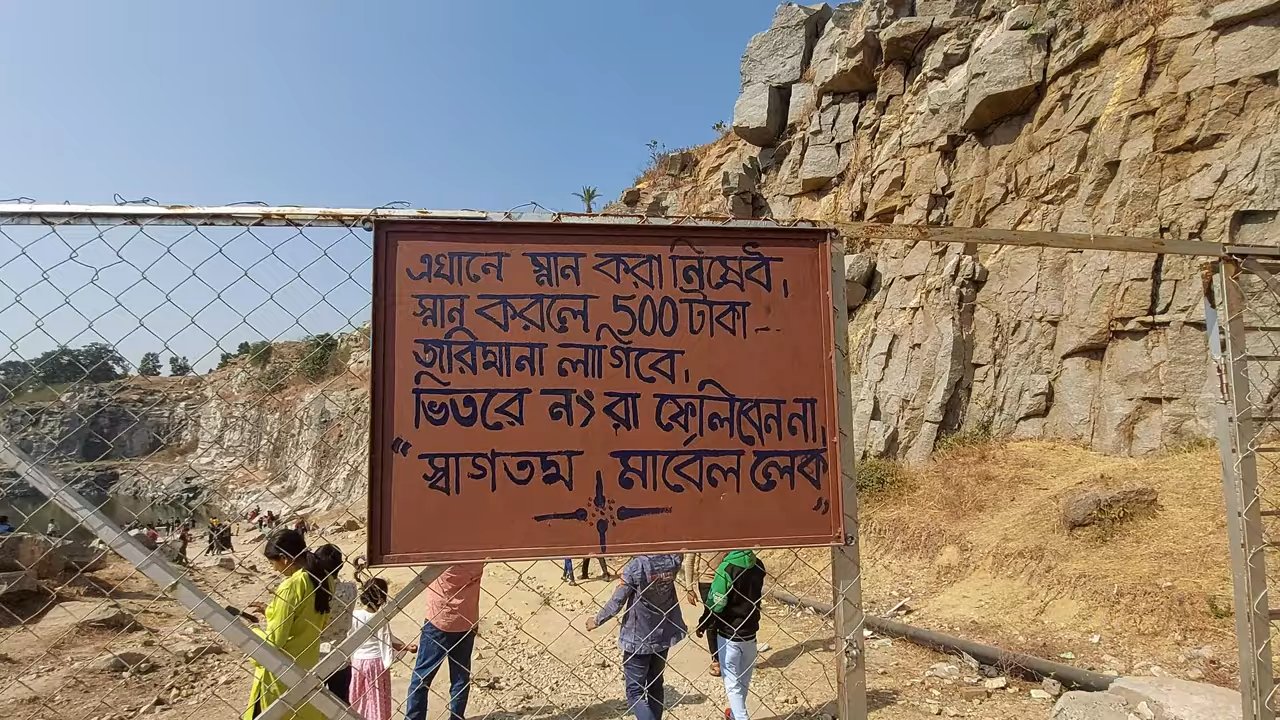 এখানে স্নান করা নিষেধ,
স্নান করলে 500 টাকা --
জরিমানা লাগিবে,
ভিতরে নংরা ফেলিবেন না,
“স্বাগতম মার্বেল লেক”